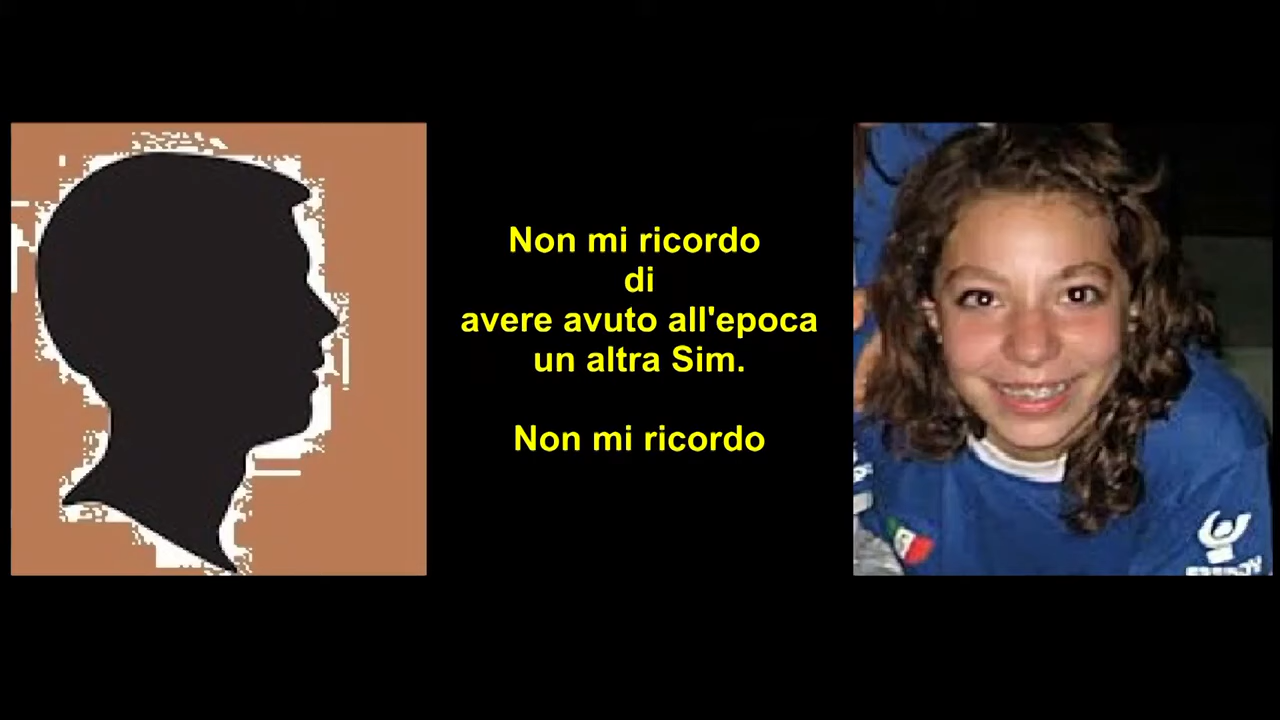 Non mi ricordo
di
avere avuto all'epoca
un altra Sim.
Non mi ricordo